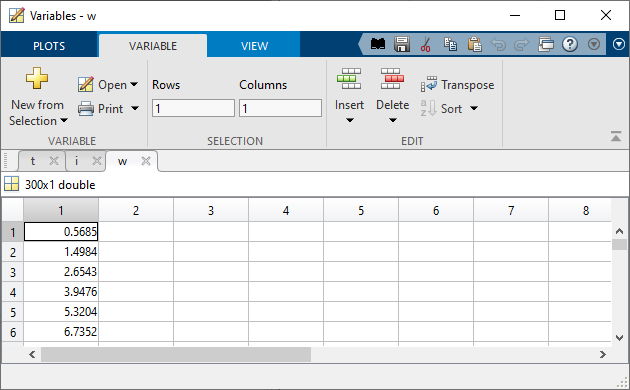 Variables - w
PLOTS VARIABLE VIEW
New from Selection
Open
Print
VARIABLE
Rows Columns
1 1
SELECTION
Insert
Delete
Transpose
Sort
EDIT
t i w
300x1 double
1 2 3 4 5 6 7 8
1 0.5685
2 1.4984
3 2.6543
4 3.9476
5 5.3204
6 6.7352